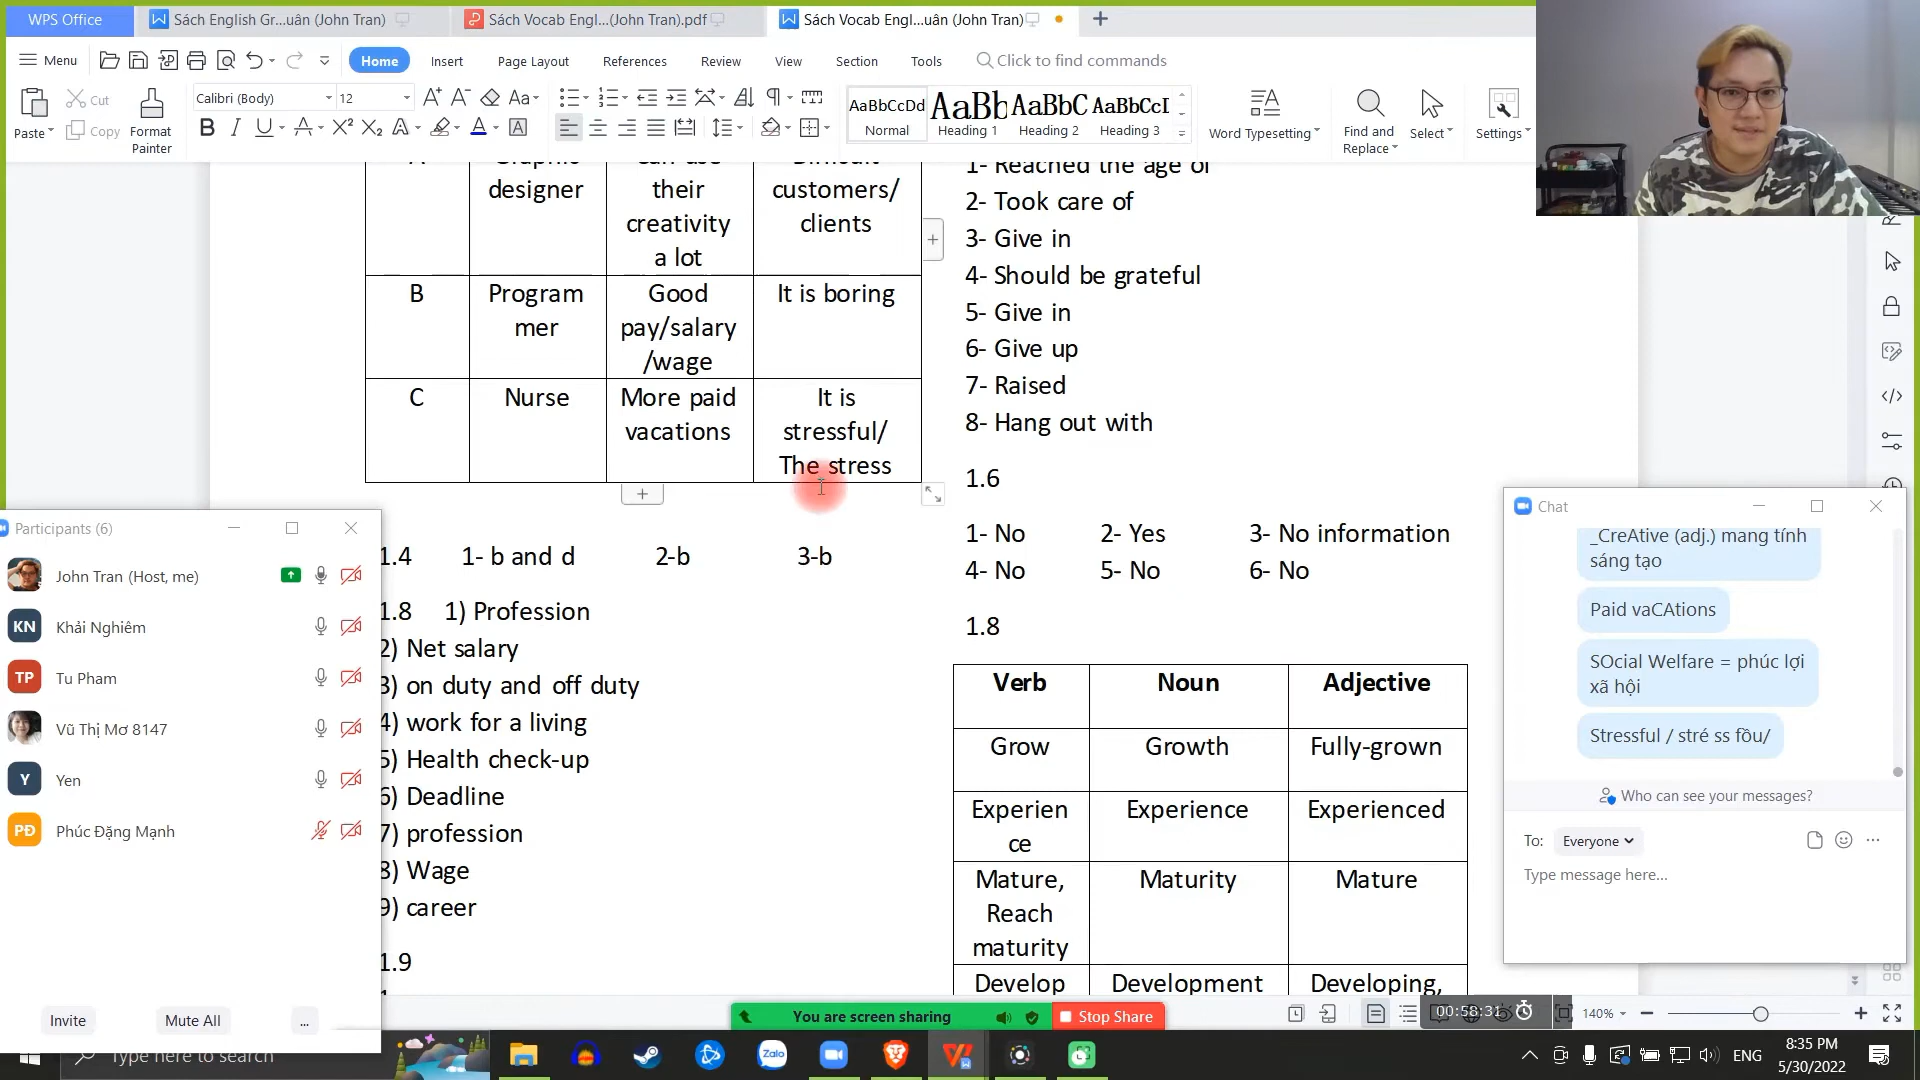 WPS Office
Sách English Gr...uân (John Tran)
Sách Vocab Engl...(John Tran).pdf
Sách Vocab Engl...uân (John Tran)
Menu
Home
Insert
Page Layout
References
Review
View
Section
Tools
Click to find commands
Paste
Cut
Copy
Format
Painter
Calibri (Body)
12
AaBbCcDd
Normal
AaBb
Heading 1
AaBbC
Heading 2
AaBbCcI
Heading 3
Word Typesetting
Find and
Replace
Select
Settings
designer
their
creativity
a lot
customers/
clients
B
Program
mer
Good
pay/salary
/wage
It is boring
C
Nurse
More paid
vacations
It is
stressful/
The stress
1.4 1- b and d 2-b 3-b
1.8 1) Profession
2) Net salary
3) on duty and off duty
4) work for a living
5) Health check-up
6) Deadline
7) profession
8) Wage
9) career
1.9
1- Reached the age of
2- Took care of
3- Give in
4- Should be grateful
5- Give in
6- Give up
7- Raised
8- Hang out with
1.6
1- No 2- Yes 3- No information
4- No 5- No 6- No
1.8
Verb Noun Adjective
Grow Growth Fully-grown
Experien
ce
Experience
Experienced
Mature,
Reach
maturity
Maturity
Mature
Develop Development Developing,
Participants (6)
John Tran (Host, me)
KN Khải Nghiêm
TP Tu Pham
Vũ Thị Mơ 8147
Y Yen
PĐ Phúc Đặng Mạnh
Invite
Mute All
...
Chat
_CreAtive (adj.) mang tính
sáng tạo
Paid vaCAtions
SOcial Welfare = phúc lợi
xã hội
Stressful / stré ss fồu/
Who can see your messages?
To: Everyone
Type message here...
You are screen sharing
Stop Share
00:58:31
140%
Type here to search
Zalo
ENG
8:35 PM
5/30/2022